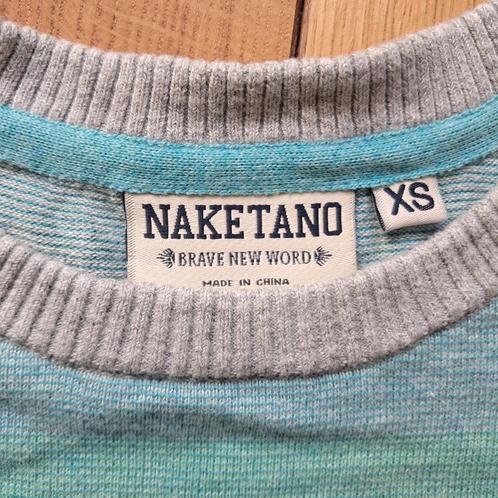 NAKETANO
BRAVE NEW WORD
MADE IN CHINA
XS